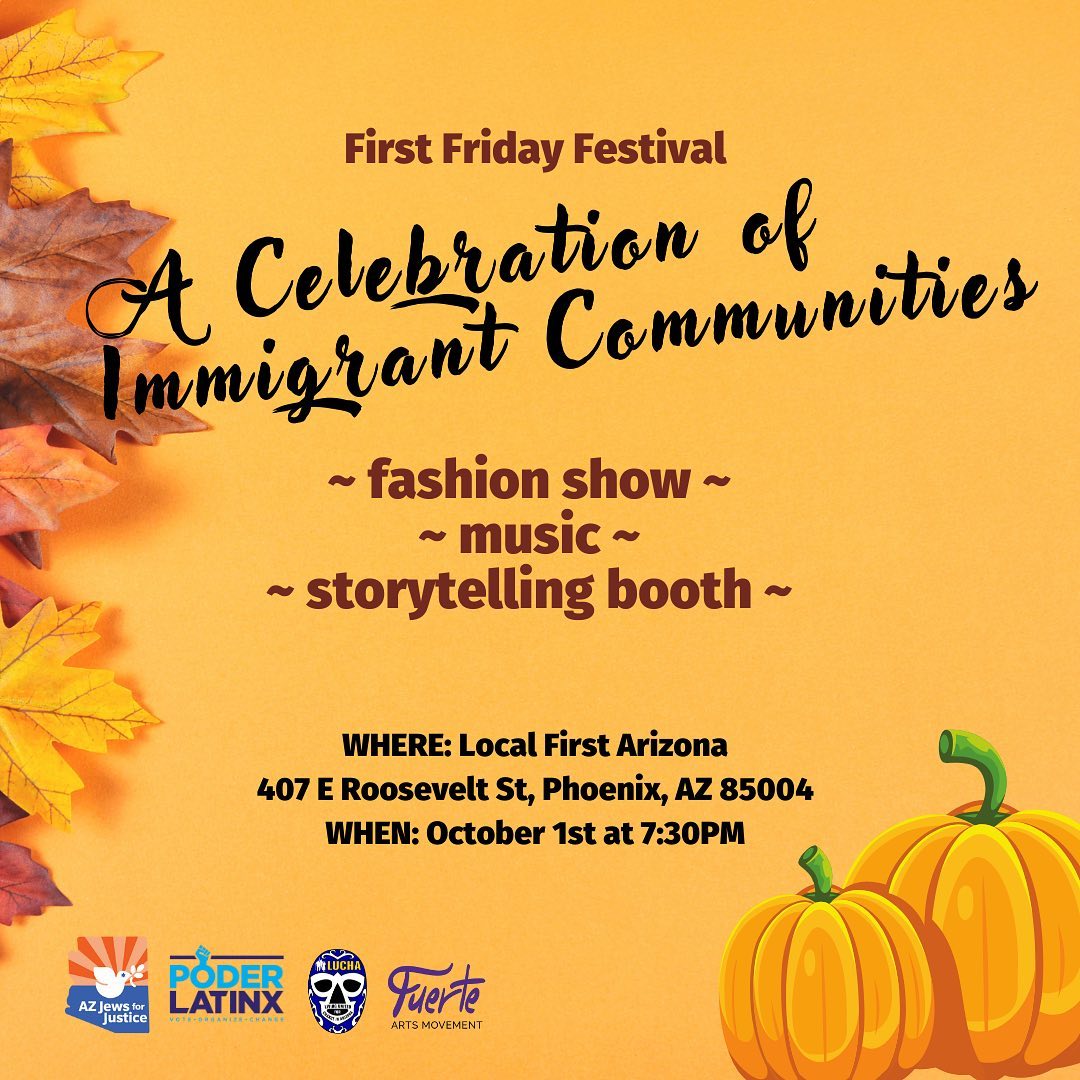 First Friday Festival
A Celebration of
Immigrant Communities
~ fashion show ~
~ music ~
~ storytelling booth ~
WHERE: Local First Arizona
407 E Roosevelt St, Phoenix, AZ 85004
WHEN: October 1st at 7:30PM
AZ Jews for
Justice
PODER
LATINX
VOTE•ORGANIZE•CHANGE
LUCHA
Fuerte
ARTS MOVEMENT